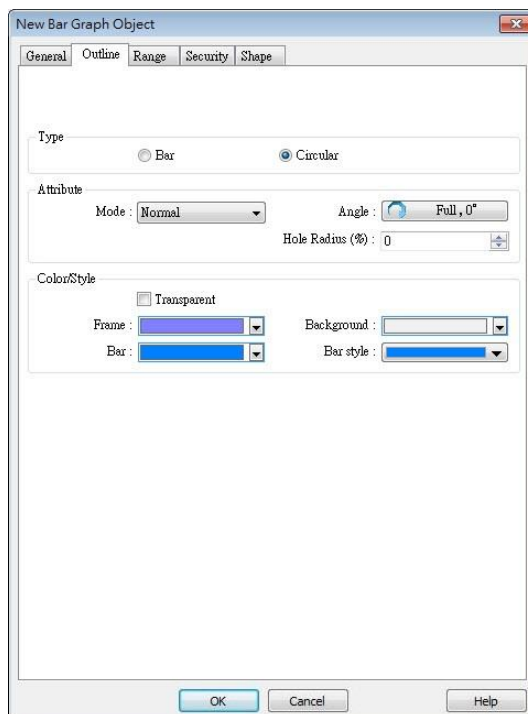 New Bar Graph Object
General Outline Range Security Shape
Type
Bar Circular
Attribute
Mode : Normal Angle : Full , 0°
Hole Radius (%) : 0
Color/Style
Transparent
Frame : Background :
Bar : Bar style :
OK Cancel Help